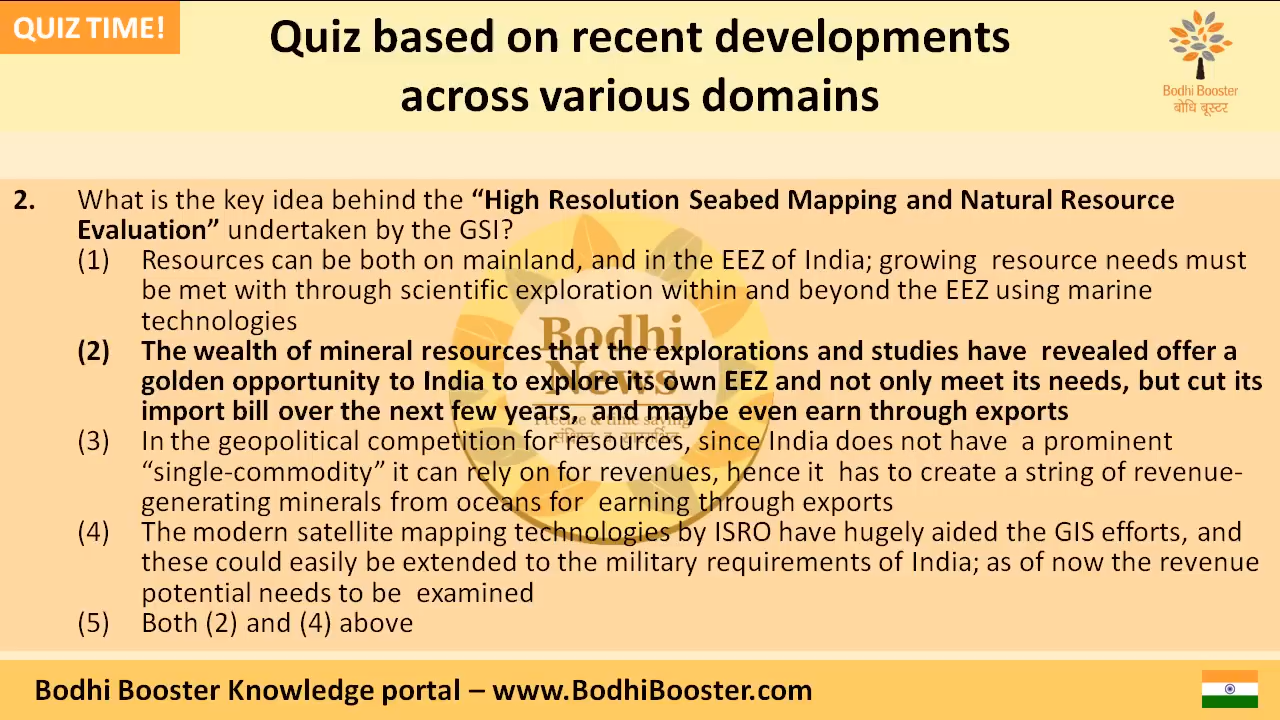 QUIZ TIME!
Quiz based on recent developments
across various domains
Bodhi Booster
बोधि बूस्टर
2. What is the key idea behind the “High Resolution Seabed Mapping and Natural Resource
Evaluation” undertaken by the GSI?
(1) Resources can be both on mainland, and in the EEZ of India; growing resource needs must
be met with through scientific exploration within and beyond the EEZ using marine
technologies
(2) The wealth of mineral resources that the explorations and studies have revealed offer a
golden opportunity to India to explore its own EEZ and not only meet its needs, but cut its
import bill over the next few years, and maybe even earn through exports
(3) In the geopolitical competition for resources, since India does not have a prominent
“single-commodity” it can rely on for revenues, hence it has to create a string of revenue-
generating minerals from oceans for earning through exports
(4) The modern satellite mapping technologies by ISRO have hugely aided the GIS efforts, and
these could easily be extended to the military requirements of India; as of now the revenue
potential needs to be examined
(5) Both (2) and (4) above
Bodhi
News
Precise & time saving
Bodhi Booster Knowledge portal – www.BodhiBooster.com